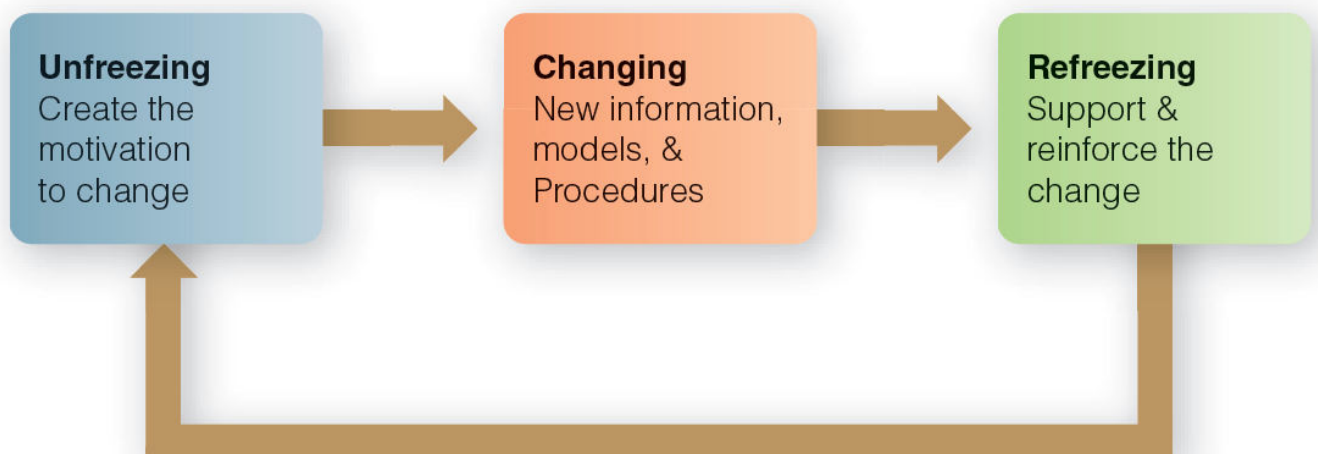 Unfreezing
Create the
motivation
to change
Changing
New information,
models, &
Procedures
Refreezing
Support &
reinforce the
change